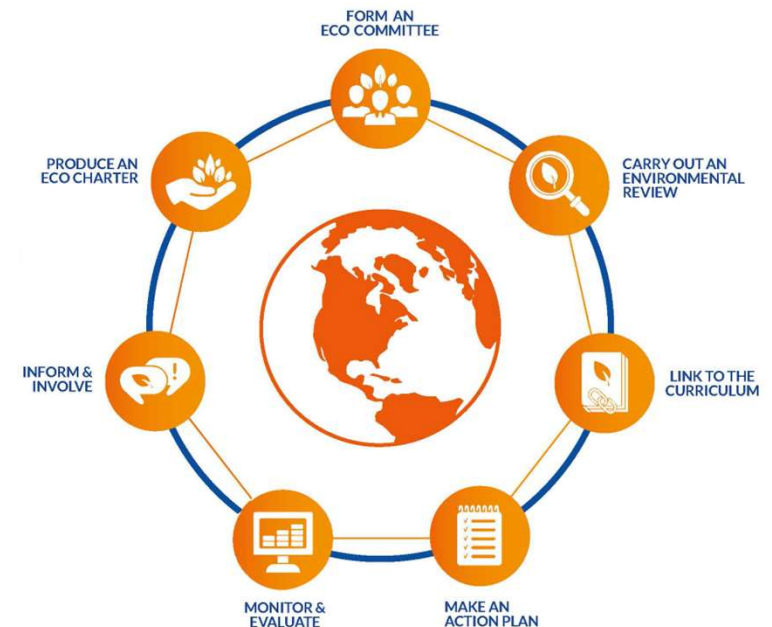 FORM AN
ECO COMMITTEE
CARRY OUT AN
ENVIRONMENTAL
REVIEW
LINK TO THE
CURRICULUM
MAKE AN
ACTION PLAN
MONITOR &
EVALUATE
INFORM &
INVOLVE
PRODUCE AN
ECO CHARTER